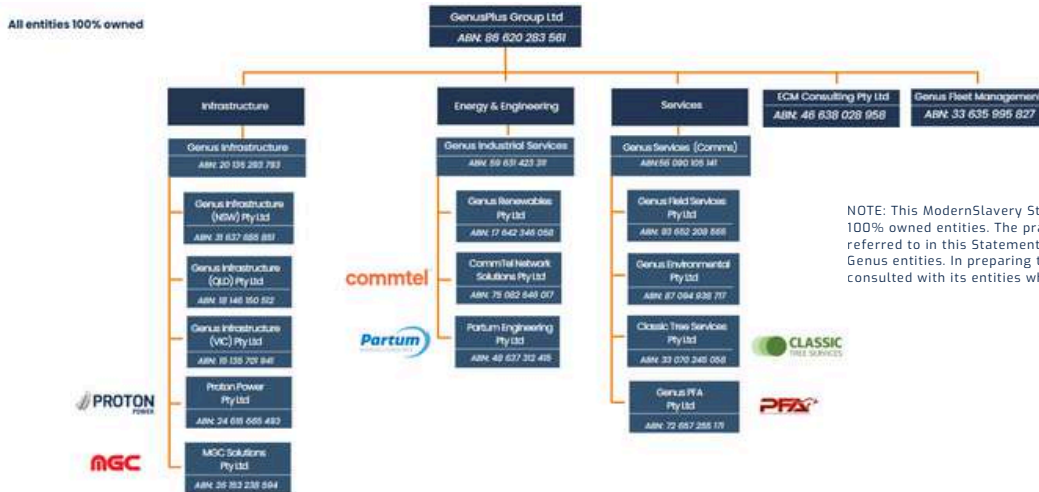 All entities 100% owned
GenusPlus Group Ltd
ABN: 86 620 283 561
Infrastructure
Genus Infrastructure
ABN: 20 135 293 793
Genus Infrastructure
(NSW) Pty Ltd
ABN: 31 637 655 851
Genus Infrastructure
(QLD) Pty Ltd
ABN: 18 146 150 512
Genus Infrastructure
(VIC) Pty Ltd
ABN: 15 135 701 941
PROTON
POWER
Proton Power
Pty Ltd
ABN: 24 615 665 493
MGC
MGC Solutions
Pty Ltd
ABN: 26 153 238 594
Energy & Engineering
Genus Industrial Services
ABN: 59 631 423 311
Genus Renewables
Pty Ltd
ABN: 17 642 346 058
commtel
CommTel Network
Solutions Pty Ltd
ABN: 75 082 646 017
Partum
Partum Engineering
Pty Ltd
ABN: 48 637 312 415
Services
Genus Services (Comms)
ABN: 56 090 105 141
Genus Field Services
Pty Ltd
ABN: 93 652 208 566
Genus Environmental
Pty Ltd
ABN: 87 094 938 717
Classic Tree Services
Pty Ltd
ABN: 33 070 245 058
CLASSIC
TREE SERVICES
Genus PFA
Pty Ltd
ABN: 72 657 255 171
PFA
ECM Consulting Pty Ltd
ABN: 46 638 028 958
Genus Fleet Management
ABN: 33 635 995 827
NOTE: This ModernSlavery St
100% owned entities. The pra
referred to in this Statement
Genus entities. In preparing t
consulted with its entities wh